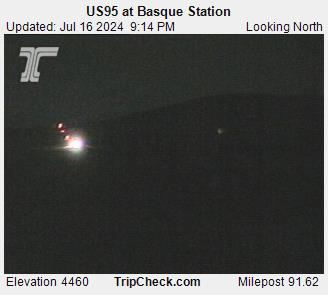 US95 at Basque Station
Updated: Jul 16 2024 9:14 PM Looking North
Elevation 4460 TripCheck.com Milepost 91.62